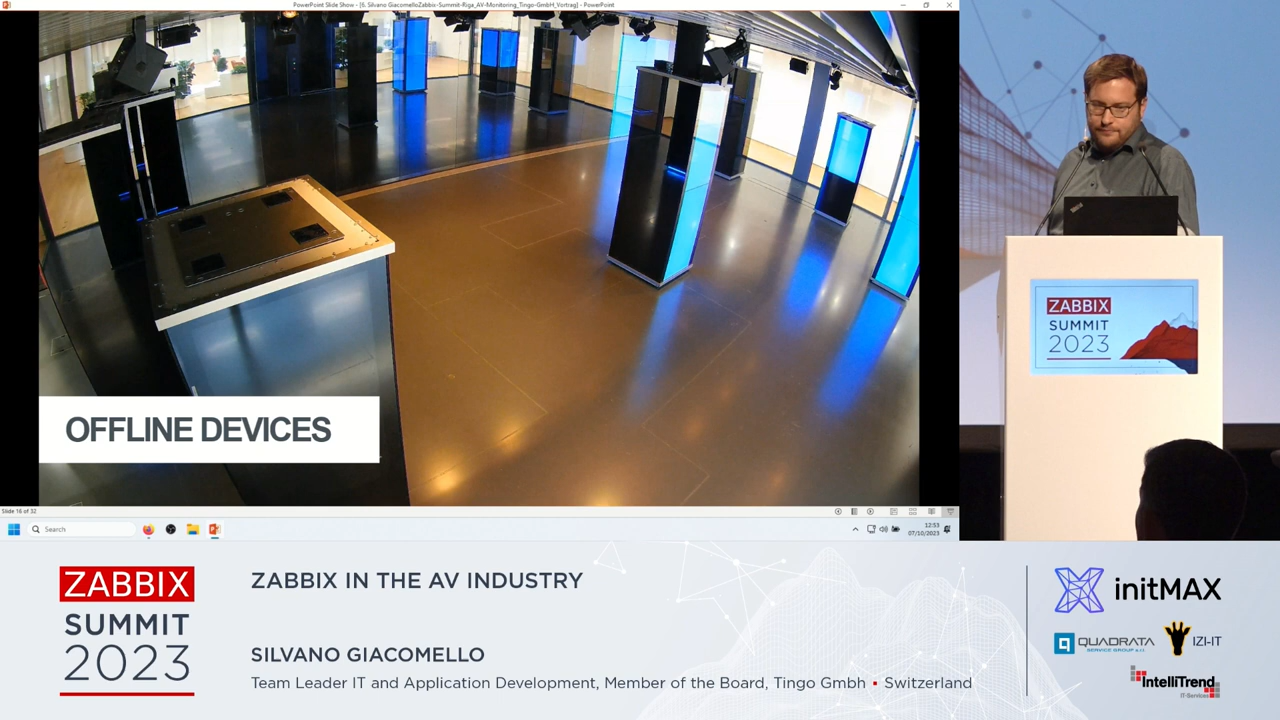 PowerPoint Slide Show - [6. Silvano GiacomelloZabbix-Summit-Riga_AV-Monitoring_Tingo-GmbH_Vortrag] - PowerPoint
OFFLINE DEVICES
Slide 16 of 32
Search
12:53
07/10/2023
ZABBIX
SUMMIT
2023
ZABBIX
SUMMIT
2023
ZABBIX IN THE AV INDUSTRY
SILVANO GIACOMELLO
Team Leader IT and Application Development, Member of the Board, Tingo Gmbh • Switzerland
initMAX
QUADRATA
SERVICE GROUP s.r.l.
IZI-IT
IntelliTrend
IT-Services